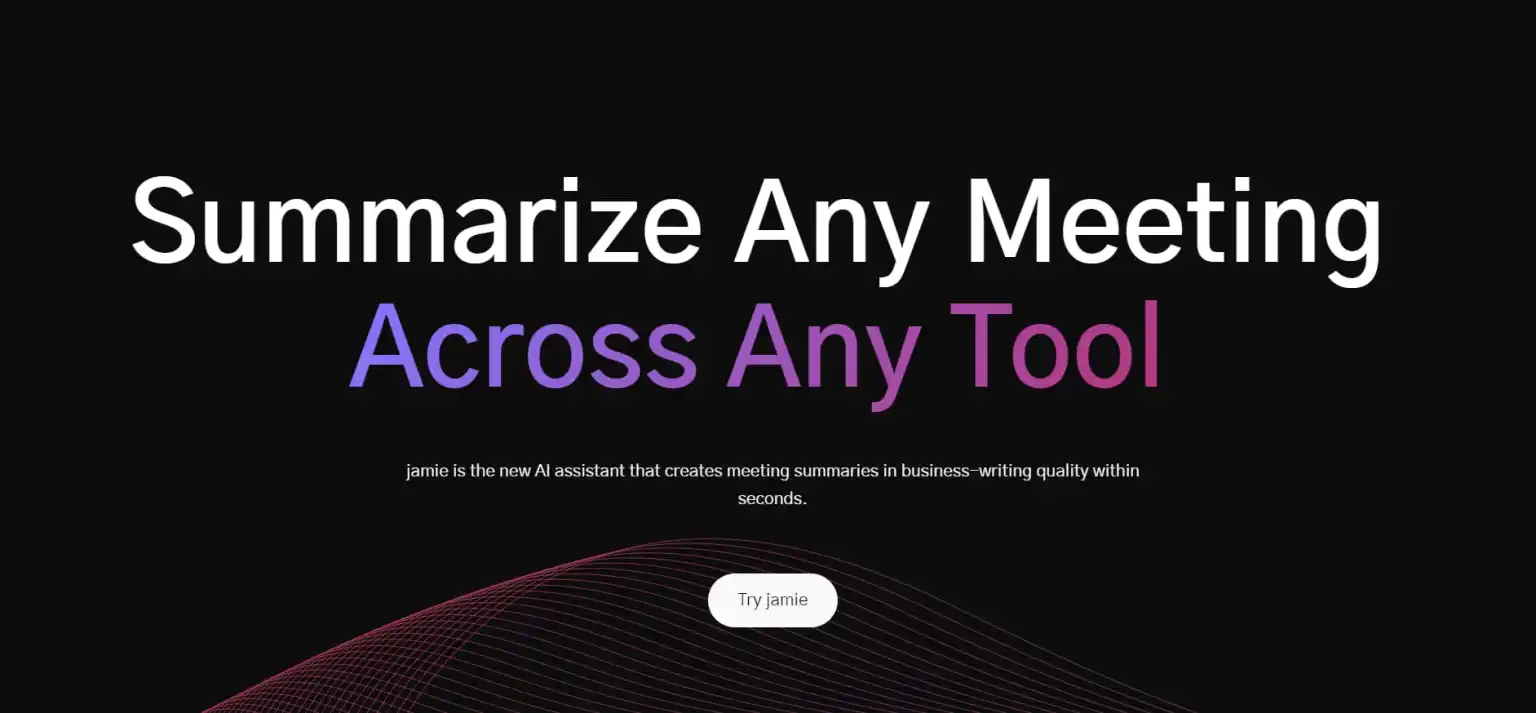 Summarize Any Meeting
Across Any Tool
jamie is the new AI assistant that creates meeting summaries in business-writing quality within
seconds.
Try jamie